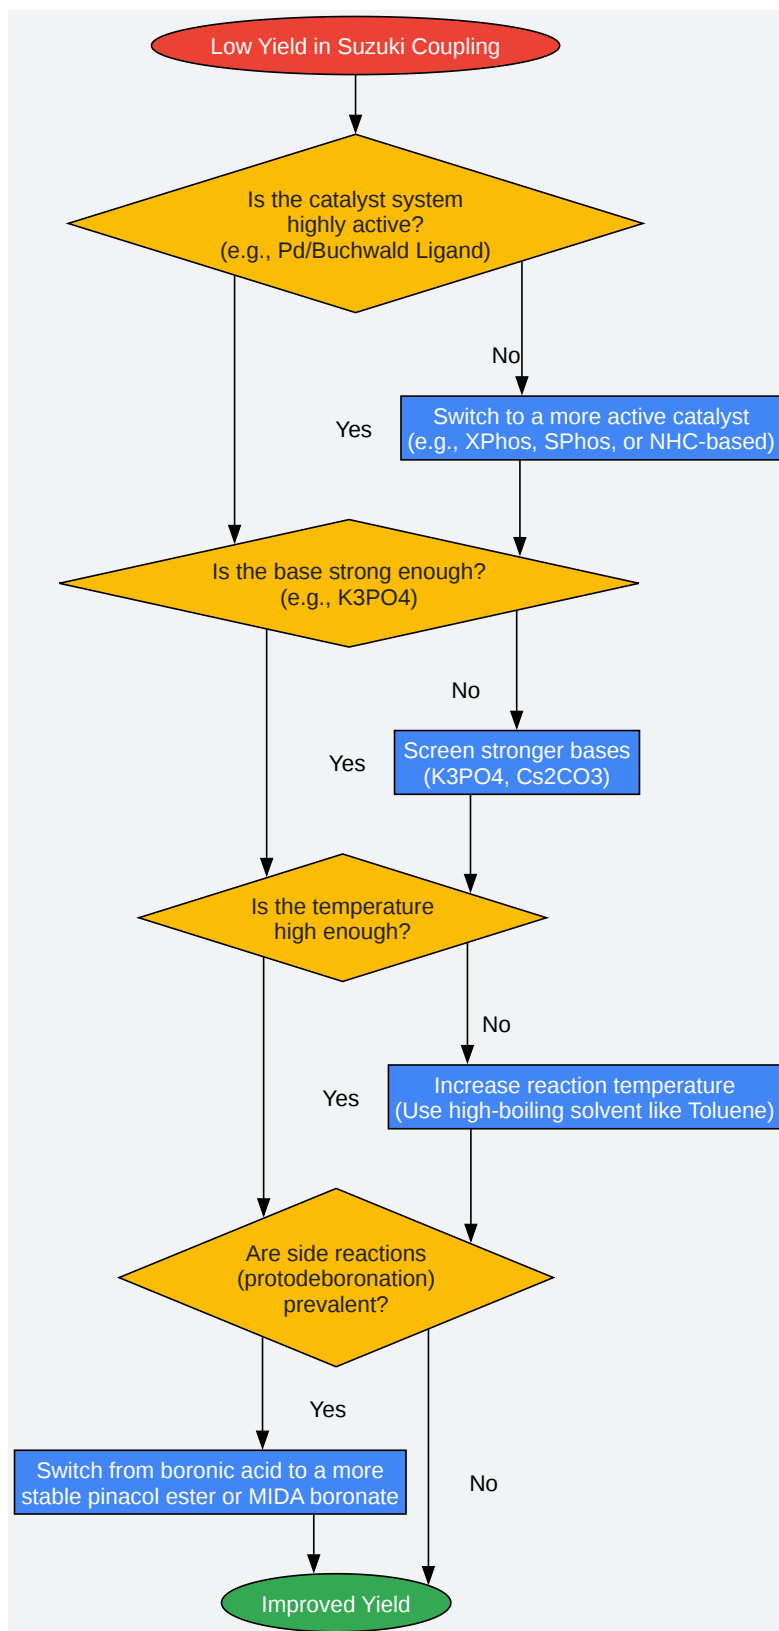 Low Yield in Suzuki Coupling
Is the catalyst system
highly active?
(e.g., Pd/Buchwald Ligand)
No
Switch to a more active catalyst
(e.g., XPhos, SPhos, or NHC-based)
Yes
Is the base strong enough?
(e.g., K3PO4)
No
Screen stronger bases
(K3PO4, Cs2CO3)
Yes
Is the temperature
high enough?
No
Increase reaction temperature
(Use high-boiling solvent like Toluene)
Yes
Are side reactions
(protodeboronation)
prevalent?
Yes
Switch from boronic acid to a more
stable pinacol ester or MIDA boronate
No
Improved Yield